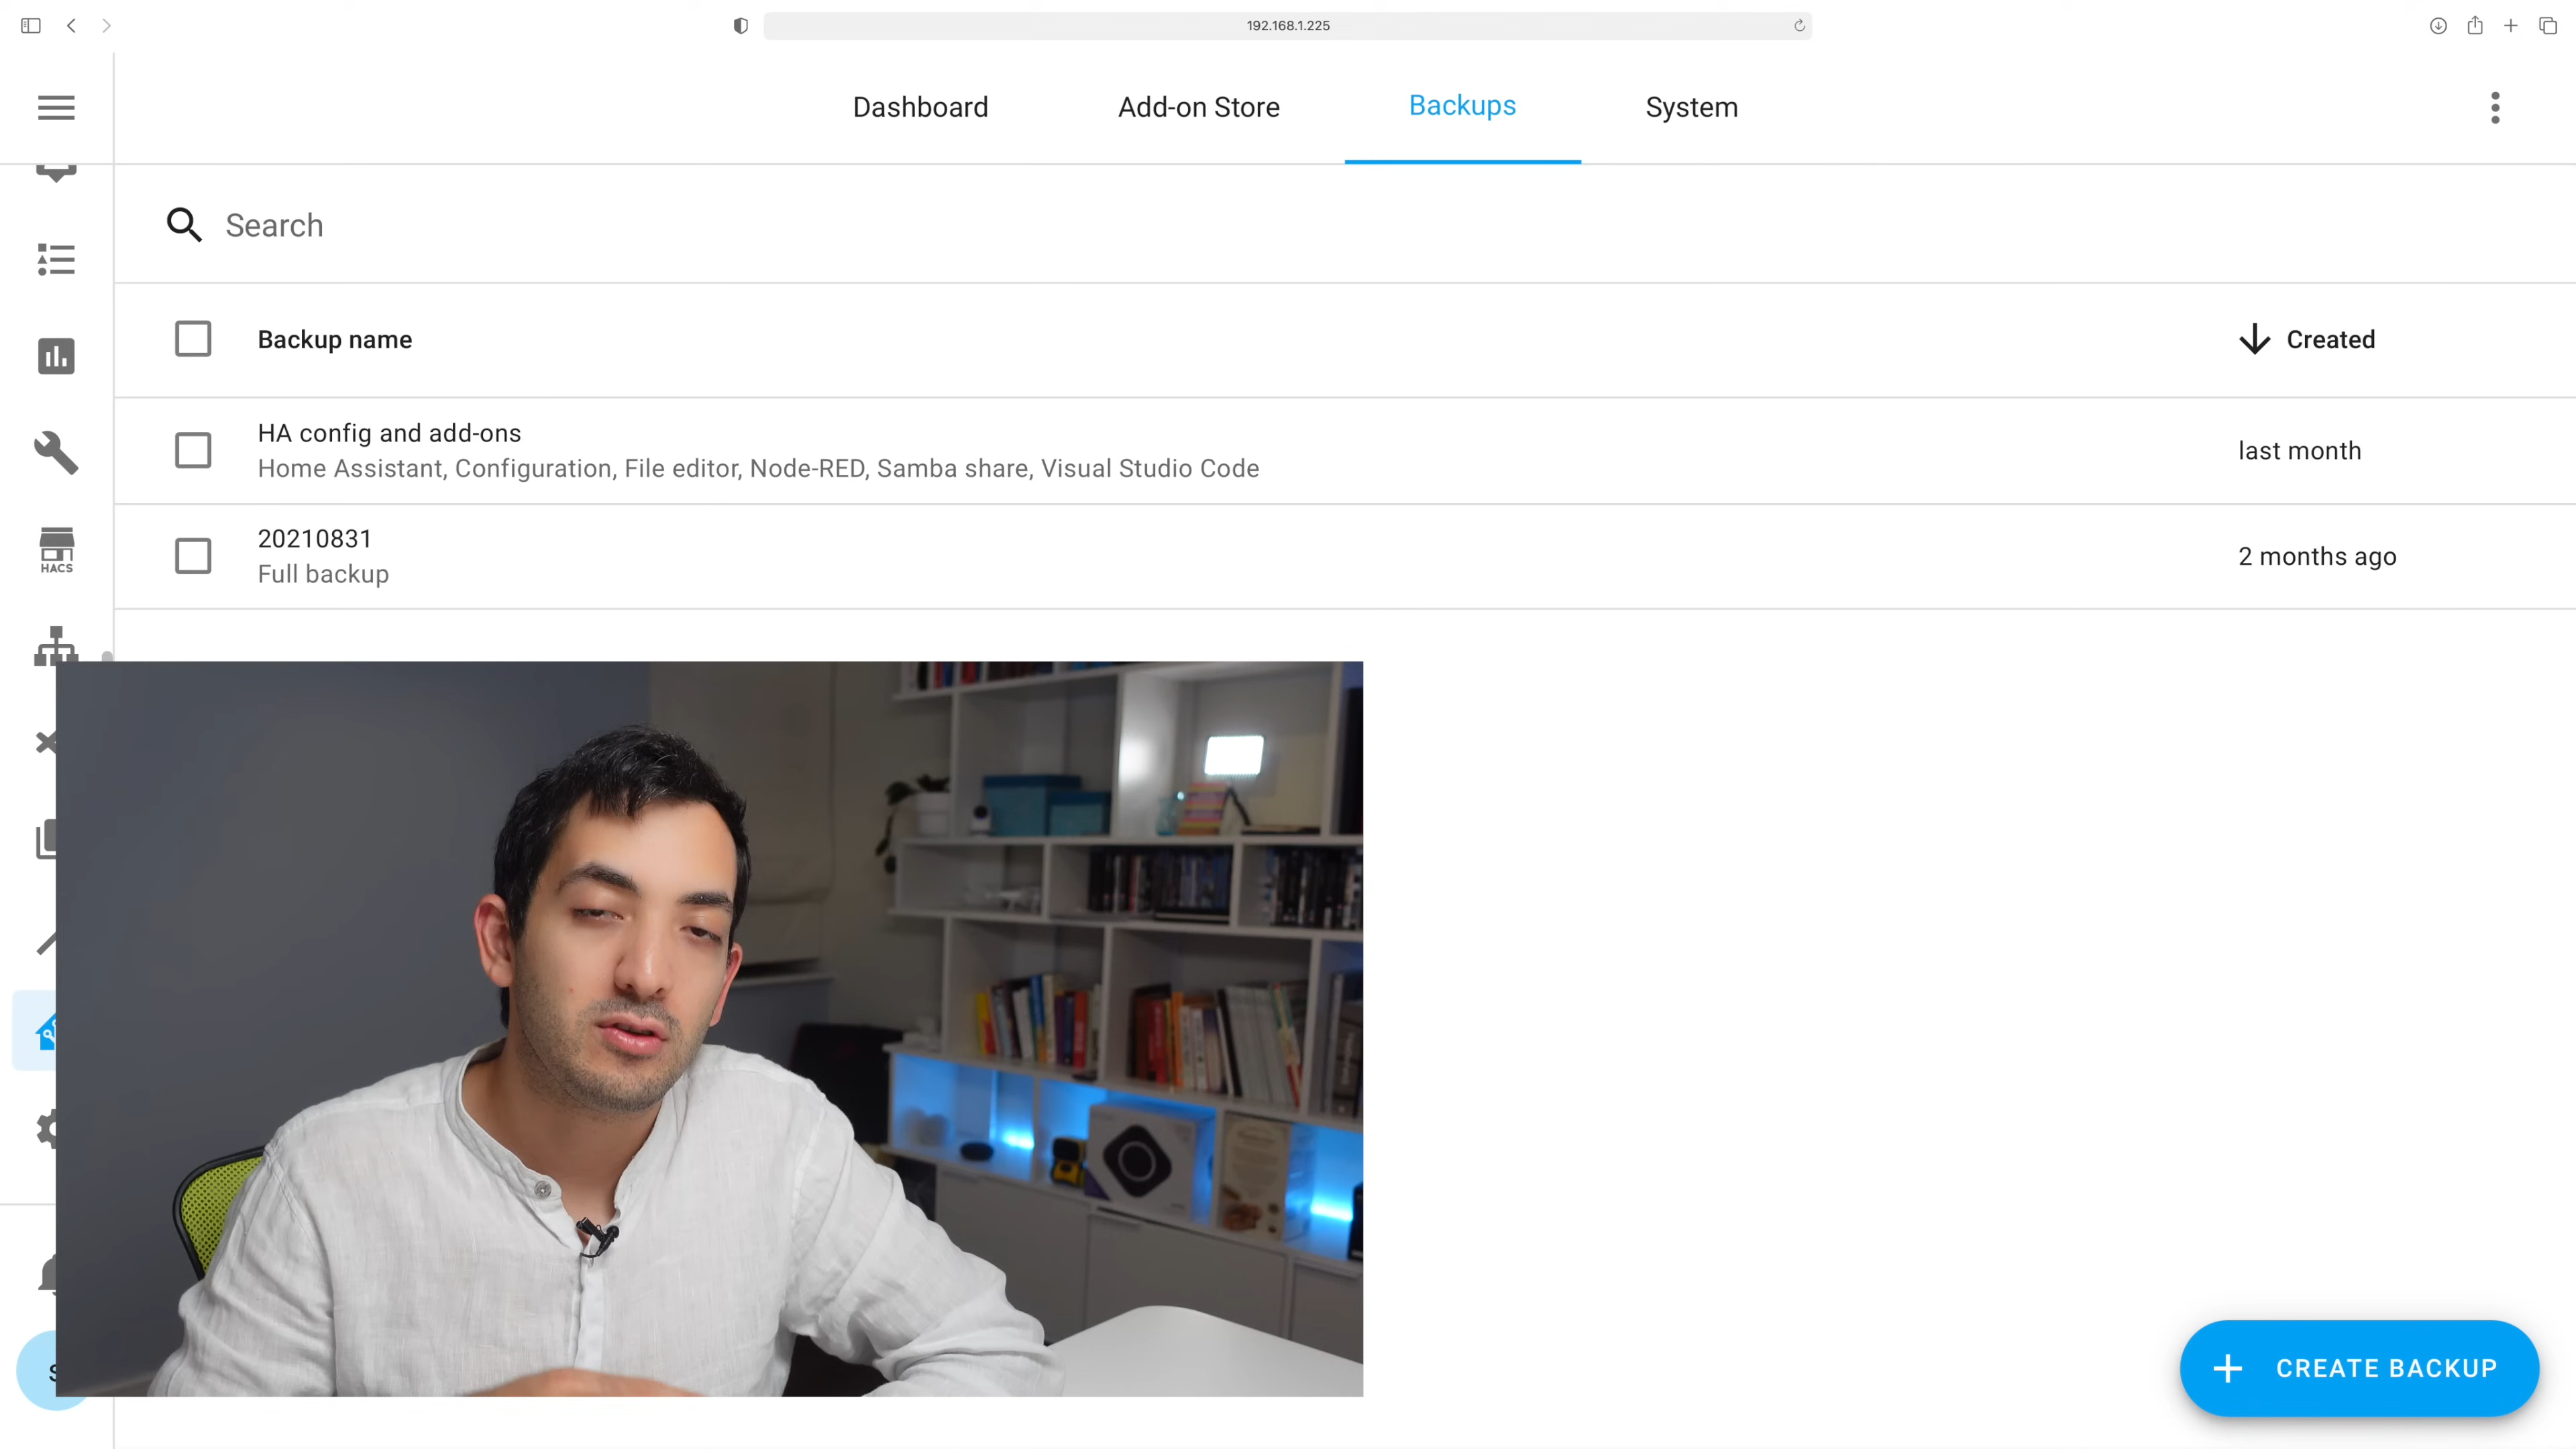 192.168.1.225
Dashboard
Add-on Store
Backups
System
Search
Backup name
Created
HA config and add-ons
Home Assistant, Configuration, File editor, Node-RED, Samba share, Visual Studio Code
last month
20210831
Full backup
2 months ago
HACS
CREATE BACKUP